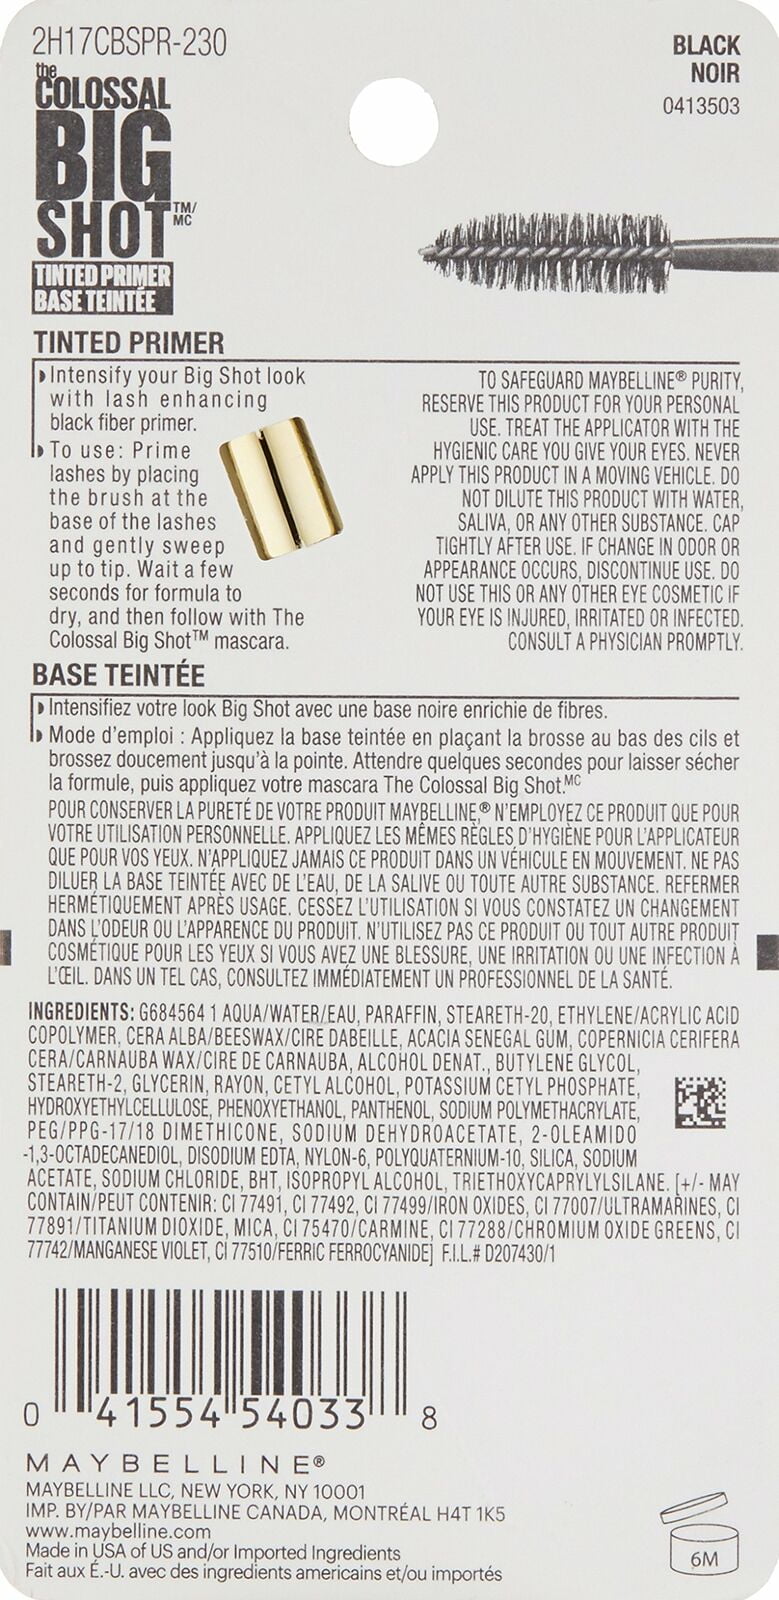 2H17CBSPR-230
BLACK
NOIR
0413503
the
COLOSSAL
BIG
SHOT™/MC
TINTED PRIMER
BASE TEINTÉE
TINTED PRIMER
Intensify your Big Shot look
with lash enhancing
black fiber primer.
To use: Prime
lashes by placing
the brush at the
base of the lashes
and gently sweep
up to tip. Wait a few
seconds for formula to
dry, and then follow with The
Colossal Big Shot™ mascara.
TO SAFEGUARD MAYBELLINE® PURITY,
RESERVE THIS PRODUCT FOR YOUR PERSONAL
USE. TREAT THE APPLICATOR WITH THE
HYGIENIC CARE YOU GIVE YOUR EYES. NEVER
APPLY THIS PRODUCT IN A MOVING VEHICLE. DO
NOT DILUTE THIS PRODUCT WITH WATER,
SALIVA, OR ANY OTHER SUBSTANCE. CAP
TIGHTLY AFTER USE. IF CHANGE IN ODOR OR
APPEARANCE OCCURS, DISCONTINUE USE. DO
NOT USE THIS OR ANY OTHER EYE COSMETIC IF
YOUR EYE IS INJURED, IRRITATED OR INFECTED.
CONSULT A PHYSICIAN PROMPTLY.
BASE TEINTÉE
Intensifiez votre look Big Shot avec une base noire enrichie de fibres.
Mode d'emploi : Appliquez la base teintée en plaçant la brosse au bas des cils et
brossez doucement jusqu'à la pointe. Attendre quelques secondes pour laisser sécher
la formule, puis appliquez votre mascara The Colossal Big Shot.MC
POUR CONSERVER LA PURETÉ DE VOTRE PRODUIT MAYBELLINE,® N'EMPLOYEZ CE PRODUIT QUE POUR
VOTRE UTILISATION PERSONNELLE. APPLIQUEZ LES MÊMES RÈGLES D'HYGIÈNE POUR L'APPLICATEUR
QUE POUR VOS YEUX. N'APPLIQUEZ JAMAIS CE PRODUIT DANS UN VÉHICULE EN MOUVEMENT. NE PAS
DILUER LA BASE TEINTÉE AVEC DE L'EAU, DE LA SALIVE OU TOUTE AUTRE SUBSTANCE. REFERMER
HERMÉTIQUEMENT APRÈS USAGE. CESSEZ L'UTILISATION SI VOUS CONSTATEZ UN CHANGEMENT
DANS L'ODEUR OU L'APPARENCE DU PRODUIT. N'UTILISEZ PAS CE PRODUIT OU TOUT AUTRE PRODUIT
COSMÉTIQUE POUR LES YEUX SI VOUS AVEZ UNE BLESSURE, UNE IRRITATION OU UNE INFECTION À
L'ŒIL. DANS UN TEL CAS, CONSULTEZ IMMÉDIATEMENT UN PROFESSIONNEL DE LA SANTÉ.
INGREDIENTS: G684564 1 AQUA/WATER/EAU, PARAFFIN, STEARETH-20, ETHYLENE/ACRYLIC ACID
COPOLYMER, CERA ALBA/BEESWAX/CIRE DABEILLE, ACACIA SENEGAL GUM, COPERNICIA CERIFERA
CERA/CARNAUBA WAX/CIRE DE CARNAUBA, ALCOHOL DENAT., BUTYLENE GLYCOL,
STEARETH-2, GLYCERIN, RAYON, CETYL ALCOHOL, POTASSIUM CETYL PHOSPHATE,
HYDROXYETHYLCELLULOSE, PHENOXYETHANOL, PANTHENOL, SODIUM POLYMETHACRYLATE,
PEG/PPG-17/18 DIMETHICONE, SODIUM DEHYDROACETATE, 2-OLEAMIDO
-1,3-OCTADECANEDIOL, DISODIUM EDTA, NYLON-6, POLYQUATERNIUM-10, SILICA, SODIUM
ACETATE, SODIUM CHLORIDE, BHT, ISOPROPYL ALCOHOL, TRIETHOXYCAPRYLYLSILANE. [+/- MAY
CONTAIN/PEUT CONTENIR: CI 77491, CI 77492, CI 77499/IRON OXIDES, CI 77007/ULTRAMARINES, CI
77891/TITANIUM DIOXIDE, MICA, CI 75470/CARMINE, CI 77288/CHROMIUM OXIDE GREENS, CI
77742/MANGANESE VIOLET, CI 77510/FERRIC FERROCYANIDE] F.I.L.# D207430/1
0 41554 54033 8
MAYBELLINE®
MAYBELLINE LLC, NEW YORK, NY 10001
IMP. BY/PAR MAYBELLINE CANADA, MONTRÉAL H4T 1K5
www.maybelline.com
Made in USA of US and/or Imported Ingredients
Fait aux É.-U. avec des ingredients americains et/ou importés
6M